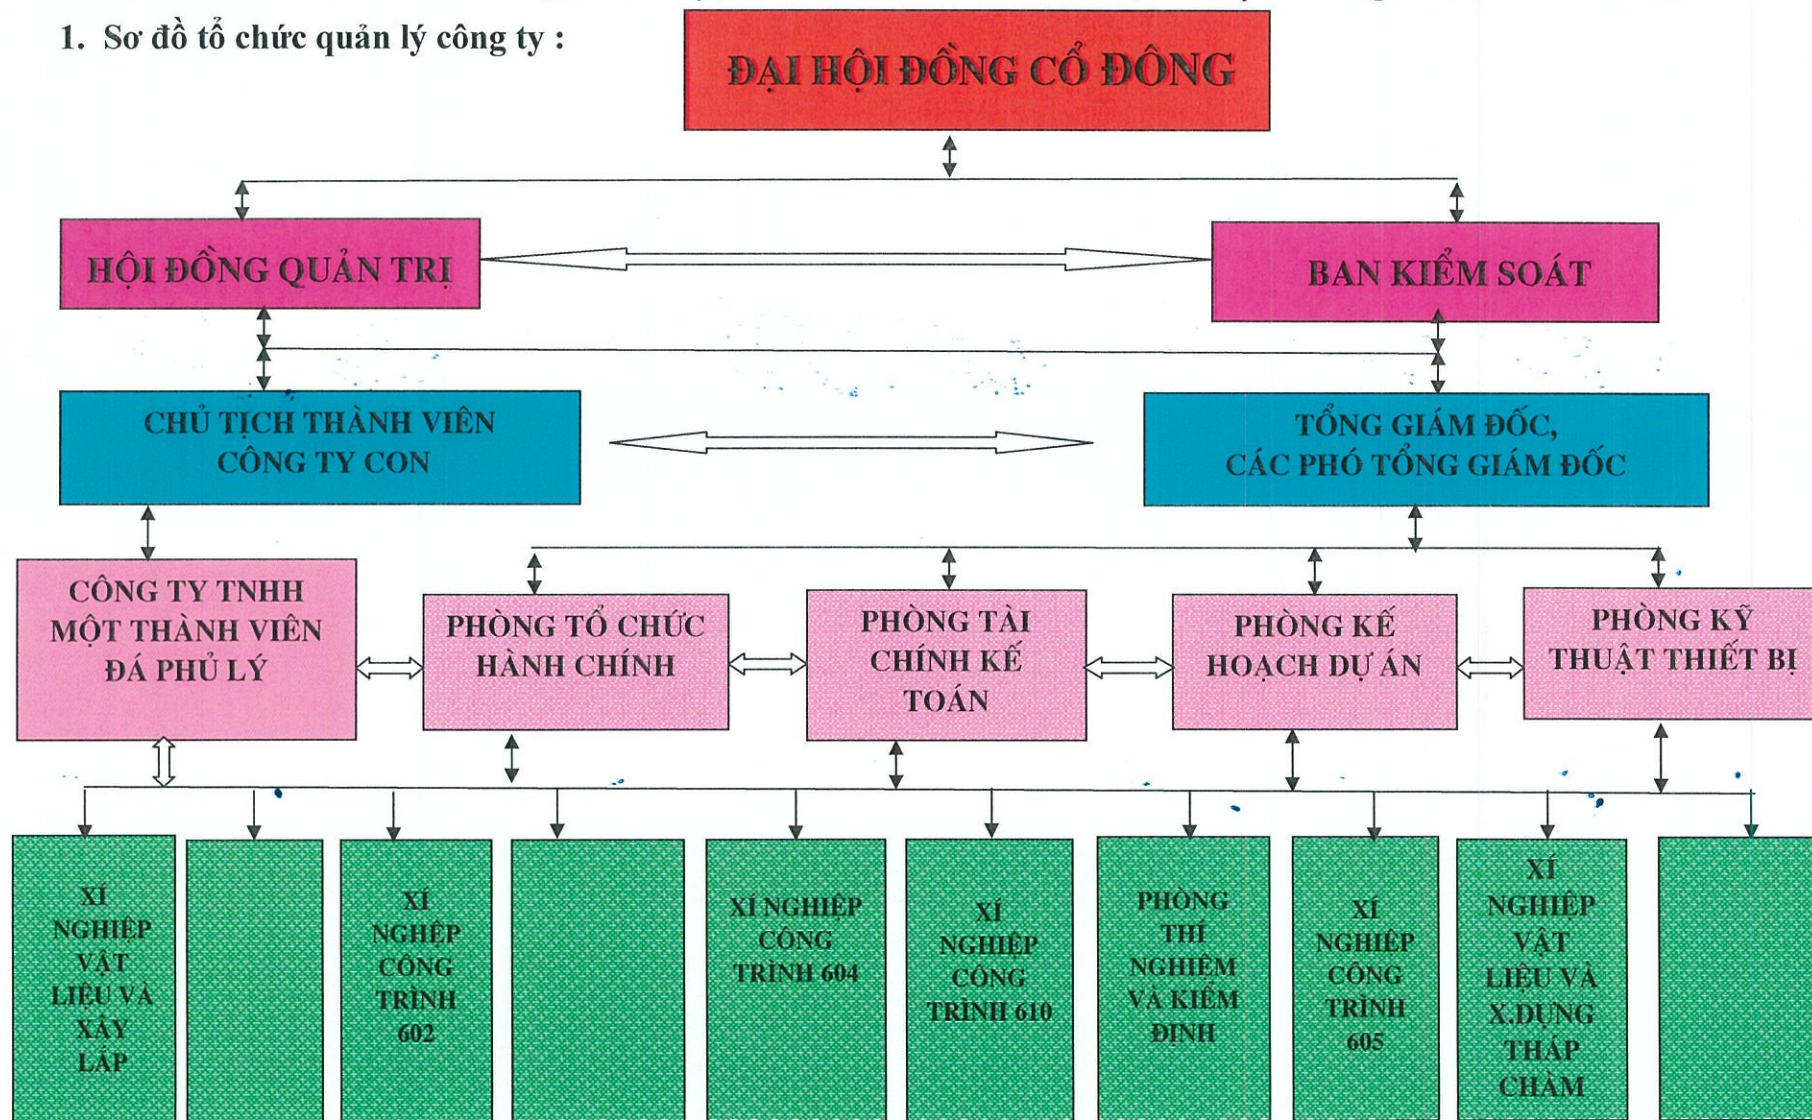 1. Sơ đồ tổ chức quản lý công ty :
ĐẠI HỘI ĐỒNG CỔ ĐÔNG
HỘI ĐỒNG QUẢN TRỊ
BAN KIỂM SOÁT
CHỦ TỊCH THÀNH VIÊN
CÔNG TY CON
TỔNG GIÁM ĐỐC,
CÁC PHÓ TỔNG GIÁM ĐỐC
CÔNG TY TNHH
MỘT THÀNH VIÊN
ĐÁ PHỦ LÝ
PHÒNG TỔ CHỨC
HÀNH CHÍNH
PHÒNG TÀI
CHÍNH KẾ
TOÁN
PHÒNG KẾ
HOẠCH DỰ ÁN
PHÒNG KỸ
THUẬT THIẾT BỊ
XÍ
NGHIỆP
VẬT
LIỆU VÀ
XÂY
LẮP
XÍ
NGHỆP
CÔNG
TRÌNH
602
XÍ NGHIỆP
CÔNG
TRÌNH 604
XÍ
NGHIỆP
CÔNG
TRÌNH 610
PHÒNG
THÍ
NGHIỆM
VÀ KIỂM
ĐỊNH
XÍ
NGHIỆP
CÔNG
TRÌNH
605
XÍ
NGHIỆP
VẬT
LIỆU VÀ
X.DỰNG
THÁP
CHÀM